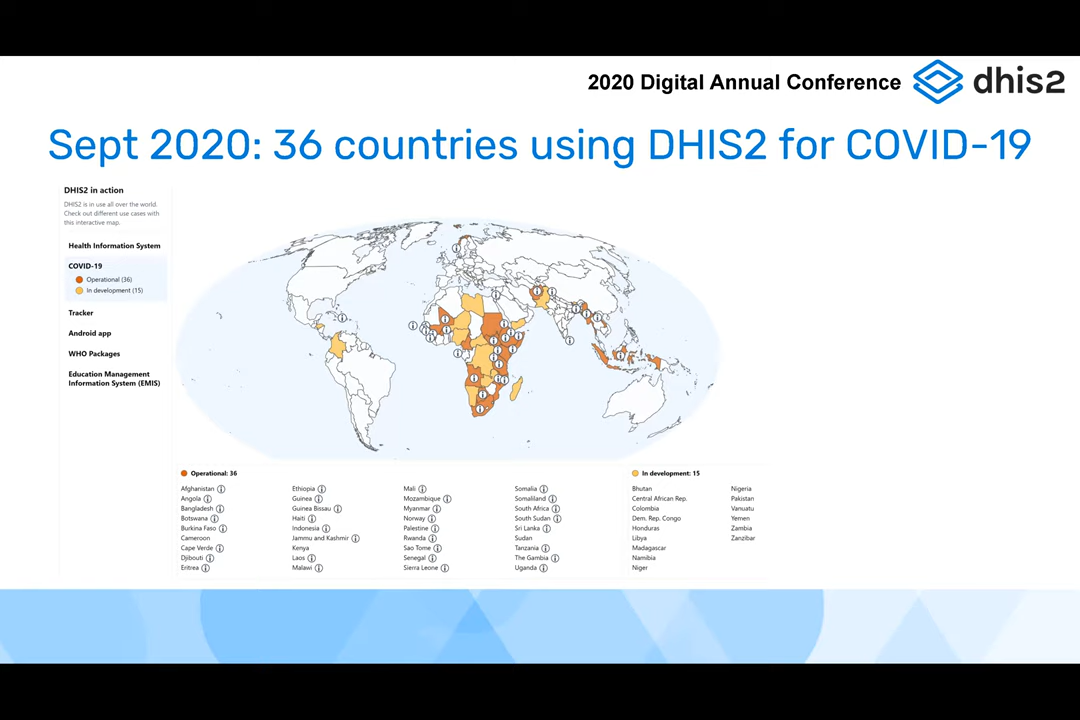 2020 Digital Annual Conference
dhis2
Sept 2020: 36 countries using DHIS2 for COVID-19
DHIS2 in action
DHIS2 is in use all over the world.
Check out different use cases with
this interactive map.
Health Information System
COVID-19
Operational (36)
In development (15)
Tracker
Android app
WHO Packages
Education Management
Information System (EMIS)
Operational: 36
Afghanistan
Angola
Bangladesh
Botswana
Burkina Faso
Cameroon
Cape Verde
Djibouti
Eritrea
Ethiopia
Guinea
Guinea Bissau
Haiti
Indonesia
Jammu and Kashmir
Kenya
Laos
Malawi
Mali
Mozambique
Myanmar
Norway
Palestine
Rwanda
Sao Tome
Senegal
Sierra Leone
Somalia
Somaliland
South Africa
South Sudan
Sri Lanka
Sudan
Tanzania
The Gambia
Uganda
In development: 15
Bhutan
Central African Rep.
Colombia
Dem. Rep. Congo
Honduras
Libya
Madagascar
Namibia
Niger
Nigeria
Pakistan
Vanuatu
Yemen
Zambia
Zanzibar